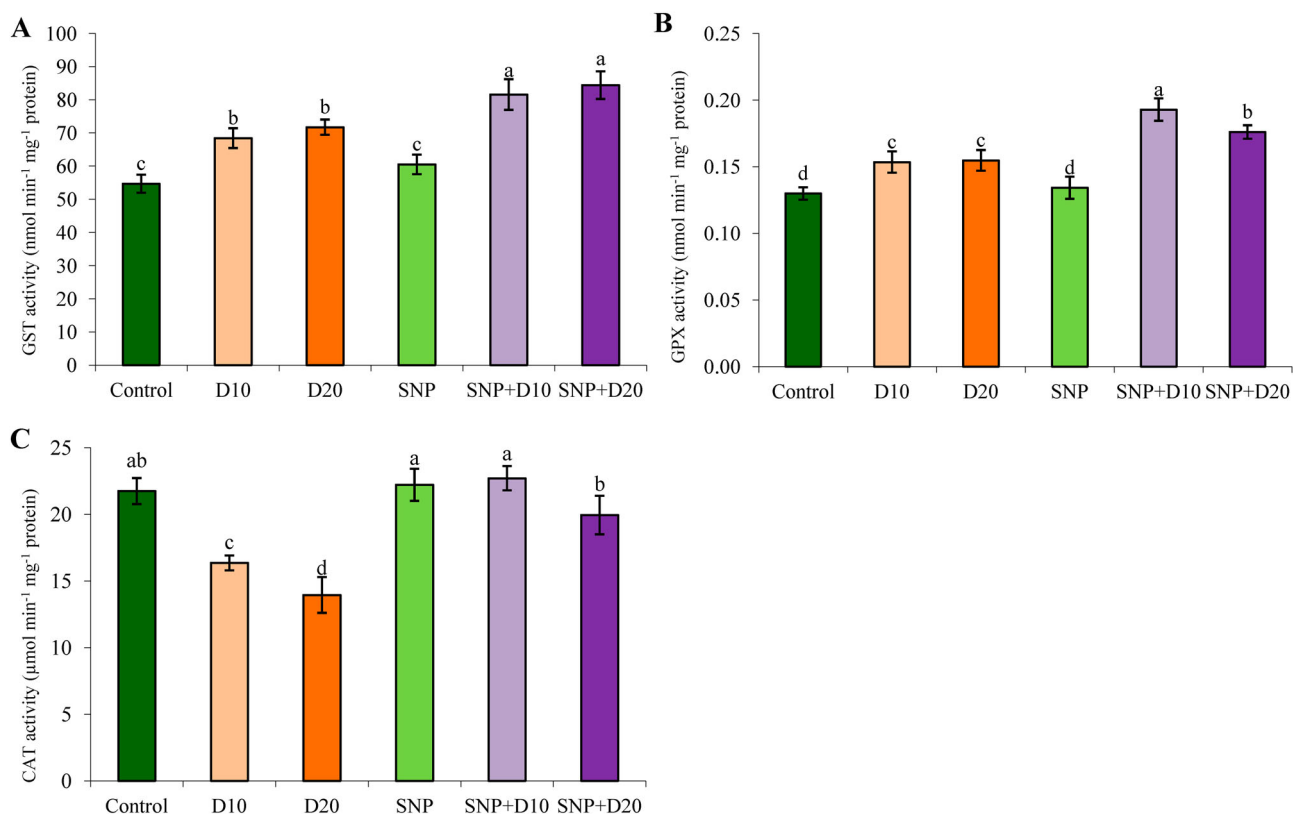 A
GST activity (nmol min⁻¹ mg⁻¹ protein)
100
90
80
70
60
50
40
30
20
10
0
c
b
b
c
a
a
Control D10 D20 SNP SNP+D10 SNP+D20
B
GPX activity (nmol min⁻¹ mg⁻¹ protein)
0.25
0.20
0.15
0.10
0.05
0.00
d
c
c
d
a
b
Control D10 D20 SNP SNP+D10 SNP+D20
C
CAT activity (µmol min⁻¹ mg⁻¹ protein)
25
20
15
10
5
0
ab
c
d
a
a
b
Control D10 D20 SNP SNP+D10 SNP+D20